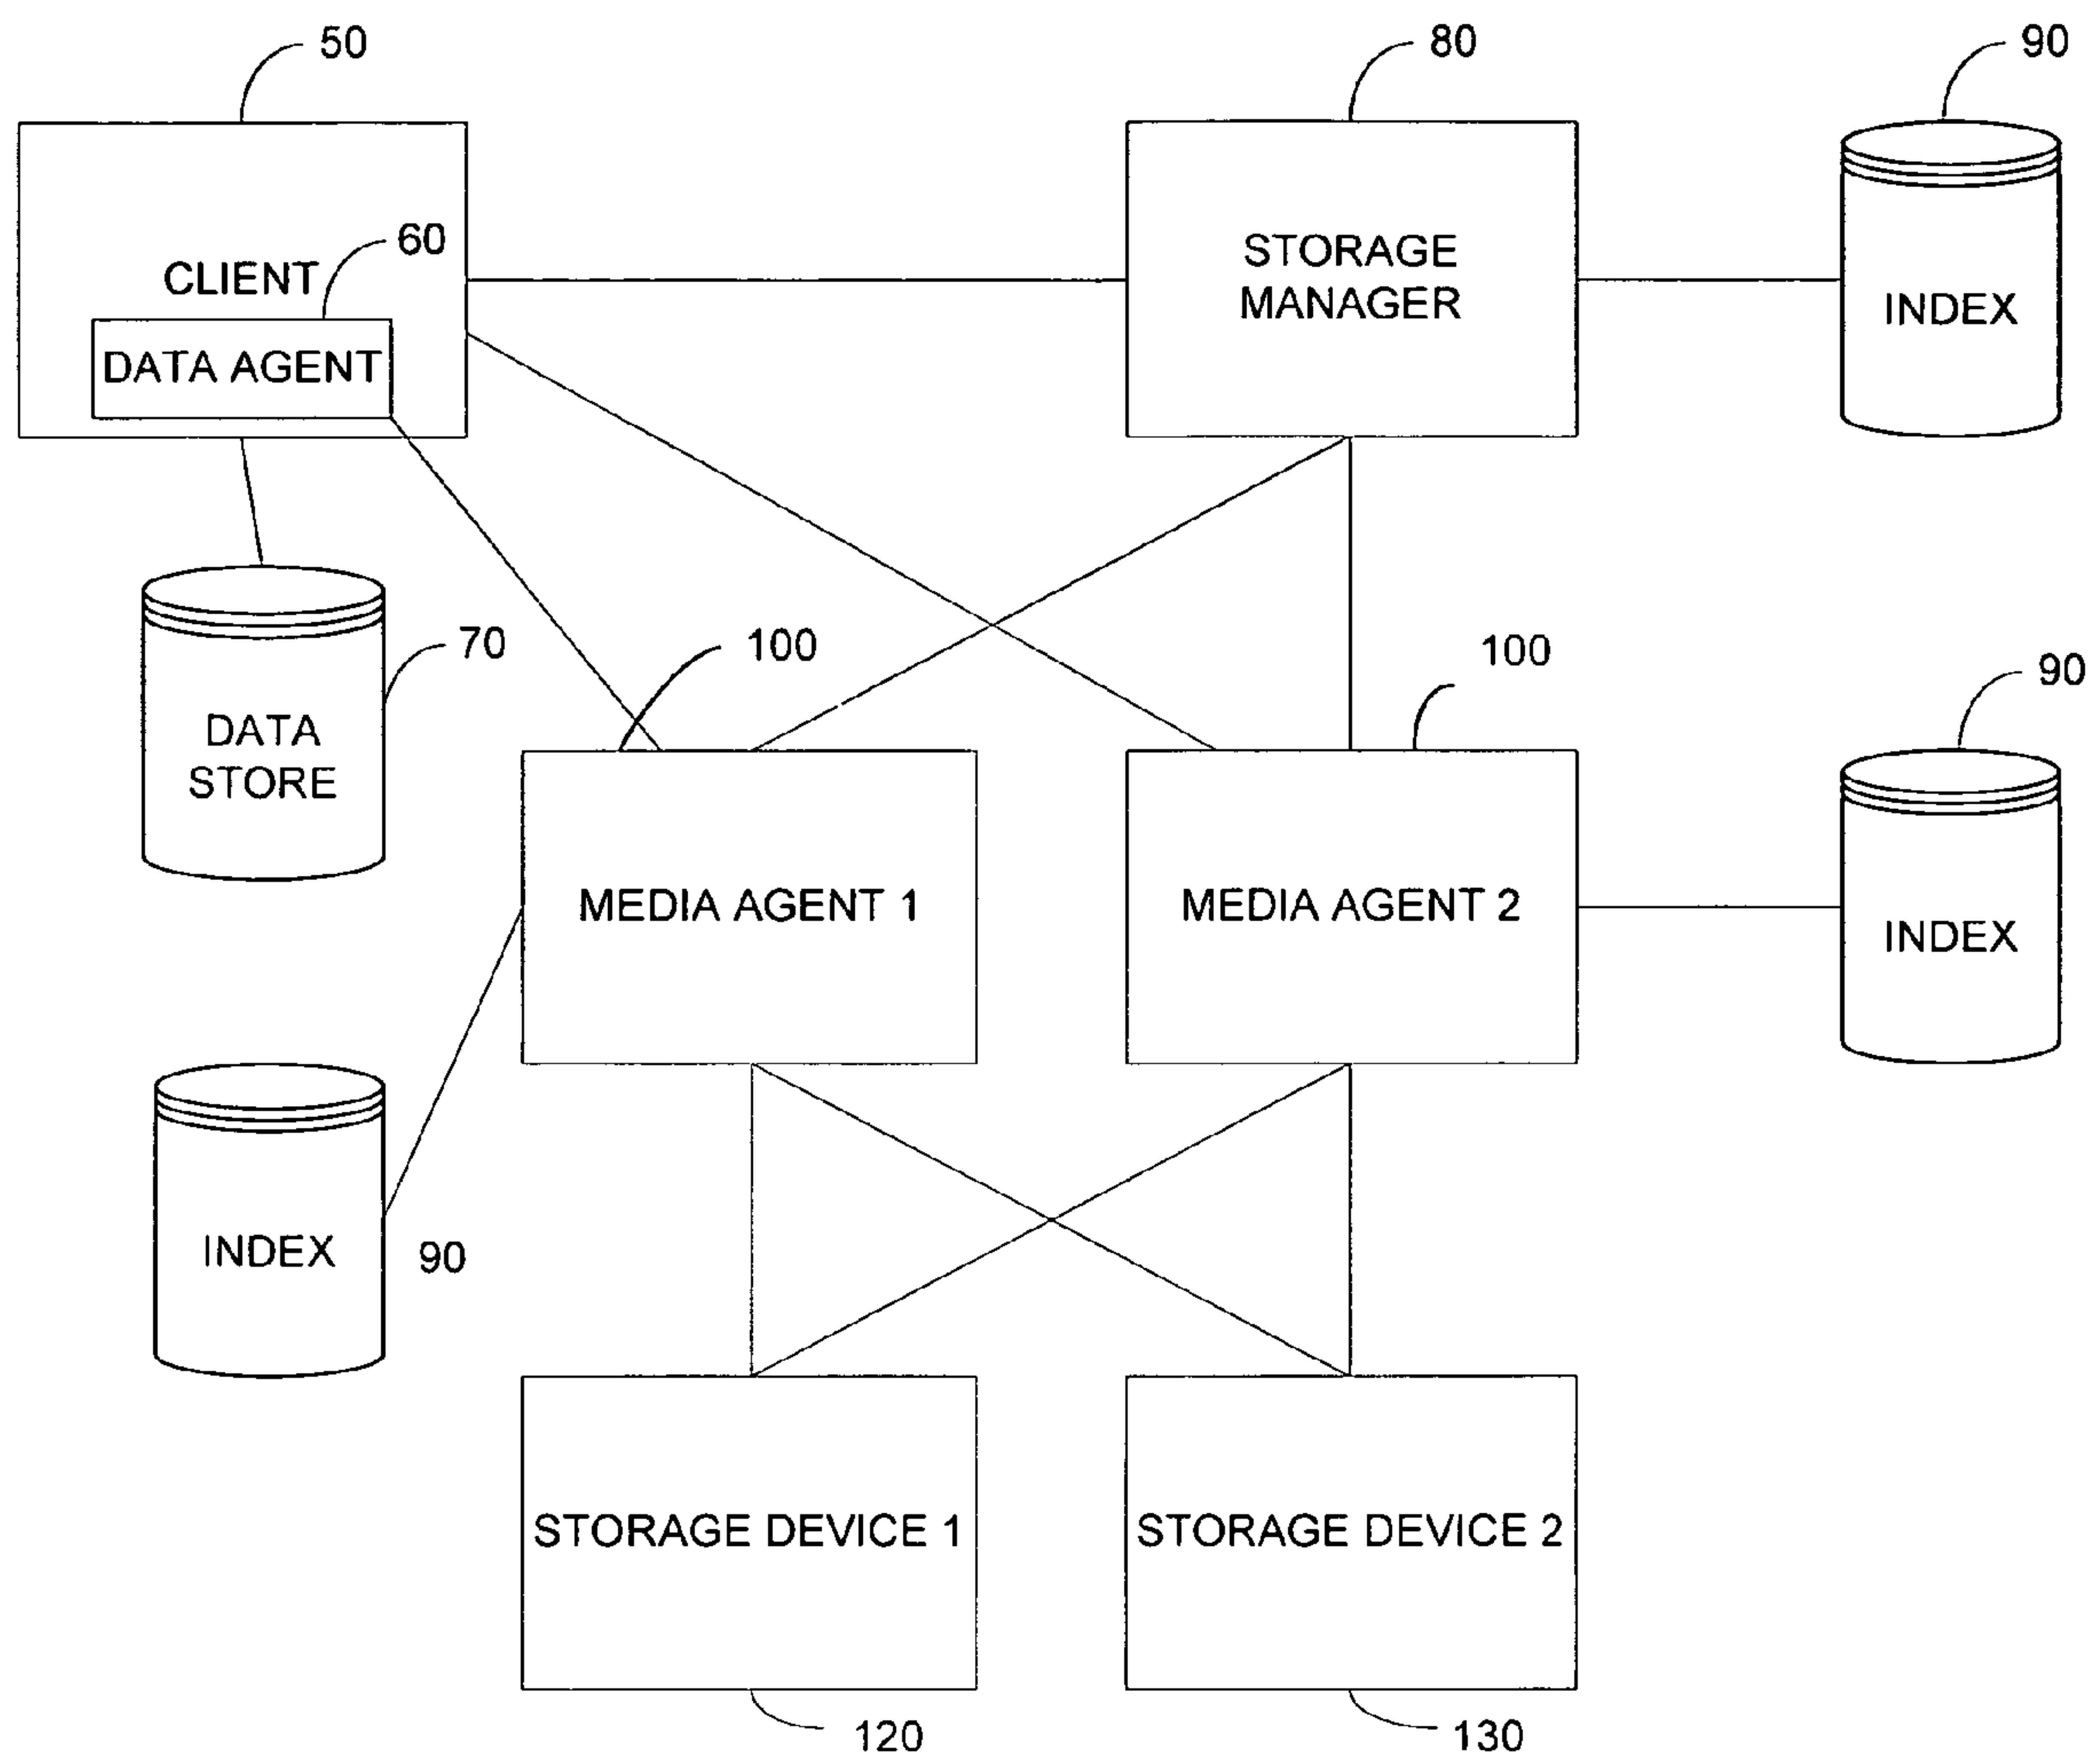 50
80
90
60
CLIENT
DATA AGENT
STORAGE
MANAGER
INDEX
70
100
100
90
DATA
STORE
MEDIA AGENT 1
MEDIA AGENT 2
INDEX
INDEX
90
STORAGE DEVICE 1
STORAGE DEVICE 2
120
130